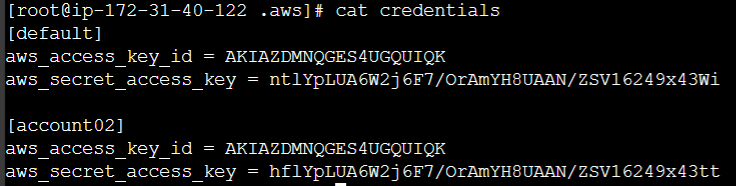 [root@ip-172-31-40-122 .aws]# cat credentials
[default]
aws_access_key_id = AKIAZDMNQGES4UGQUIQK
aws_secret_access_key = ntlYpLUA6W2j6F7/OrAmYH8UAAN/ZSV16249x43Wi
[account02]
aws_access_key_id = AKIAZDMNQGES4UGQUIQK
aws_secret_access_key = hflYpLUA6W2j6F7/OrAmYH8UAAN/ZSV16249x43tt